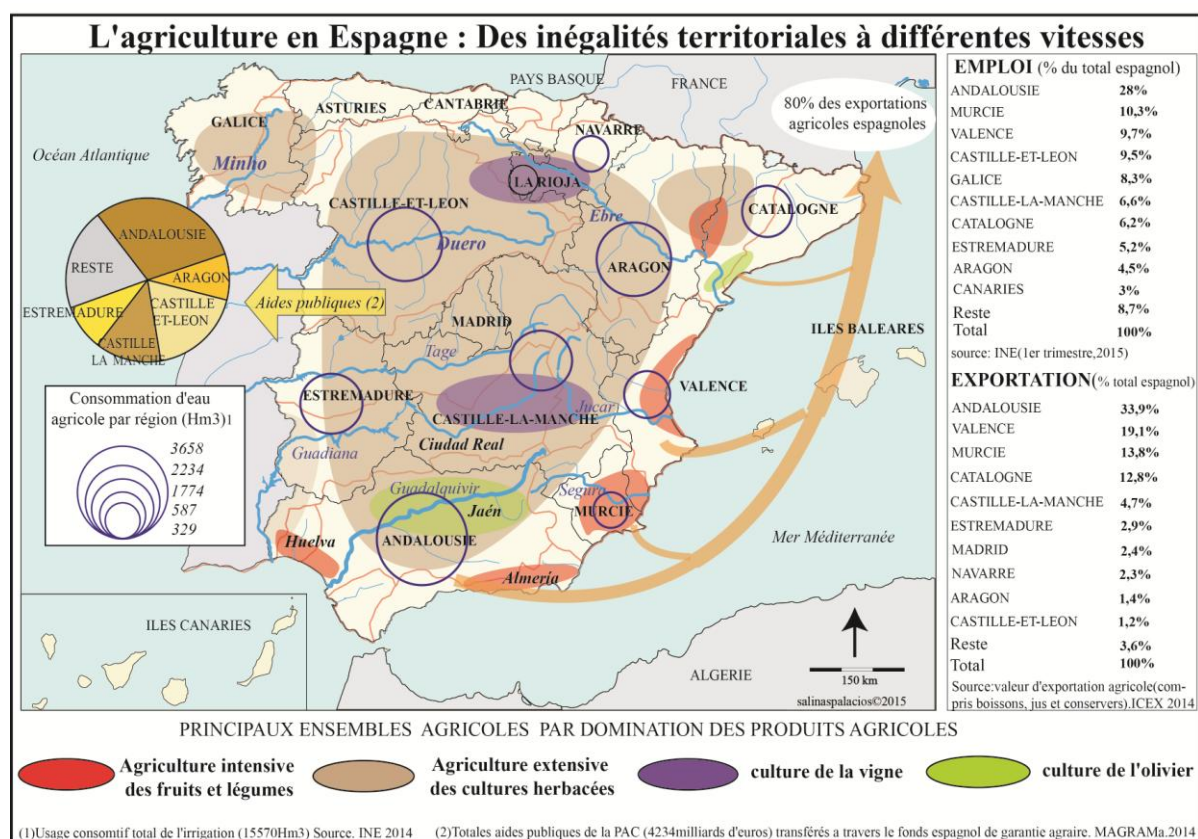 L'agriculture en Espagne : Des inégalités territoriales à différentes vitesses
PAYS BASQUE
FRANCE
CANTABRIE
ASTURIES
GALICE
NAVARRE
80% des exportations
agricoles espagnoles
Océan Atlantique
Minho
LA RIOJA
CASTILLE-ET-LEON
Duero
Ebre
CATALOGNE
ARAGON
ANDALOUSIE
RESTE
ARAGON
CASTILLE
ET-LEON
ESTREMADURE
CASTILLE
LA MANCHE
Aides publiques (2)
MADRID
Tage
ILES BALEARES
ESTREMADURE
VALENCE
CASTILLE-LA-MANCHE
Jucar
Ciudad Real
Guadiana
Consommation d'eau
agricole par région (Hm3)1
3658
2234
1774
587
329
Guadalquivir
Jaén
Segura
MURCIE
Huelva
ANDALOUSIE
Almería
Mer Méditerranée
ILES CANARIES
ALGERIE
150 km
salinaspalacios©2015
EMPLOI (% du total espagnol)
ANDALOUSIE 28%
MURCIE 10,3%
VALENCE 9,7%
CASTILLE-ET-LEON 9,5%
GALICE 8,3%
CASTILLE-LA-MANCHE 6,6%
CATALOGNE 6,2%
ESTREMADURE 5,2%
ARAGON 4,5%
CANARIES 3%
Reste 8,7%
Total 100%
source: INE(1er trimestre,2015)
EXPORTATION(% total espagnol)
ANDALOUSIE 33,9%
VALENCE 19,1%
MURCIE 13,8%
CATALOGNE 12,8%
CASTILLE-LA-MANCHE 4,7%
ESTREMADURE 2,9%
MADRID 2,4%
NAVARRE 2,3%
ARAGON 1,4%
CASTILLE-ET-LEON 1,2%
Reste 3,6%
Total 100%
Source:valeur d'exportation agricole(com-
pris boissons, jus et conservers).ICEX 2014
PRINCIPAUX ENSEMBLES AGRICOLES PAR DOMINATION DES PRODUITS AGRICOLES
Agriculture intensive
des fruits et légumes
Agriculture extensive
des cultures herbacées
culture de la vigne
culture de l'olivier
(1)Usage consomtif total de l'irrigation (15570Hm3) Source. INE 2014
(2)Totales aides publiques de la PAC (4234milliards d'euros) transférés a travers le fonds espagnol de garantie agraire. MAGRAMa.2014